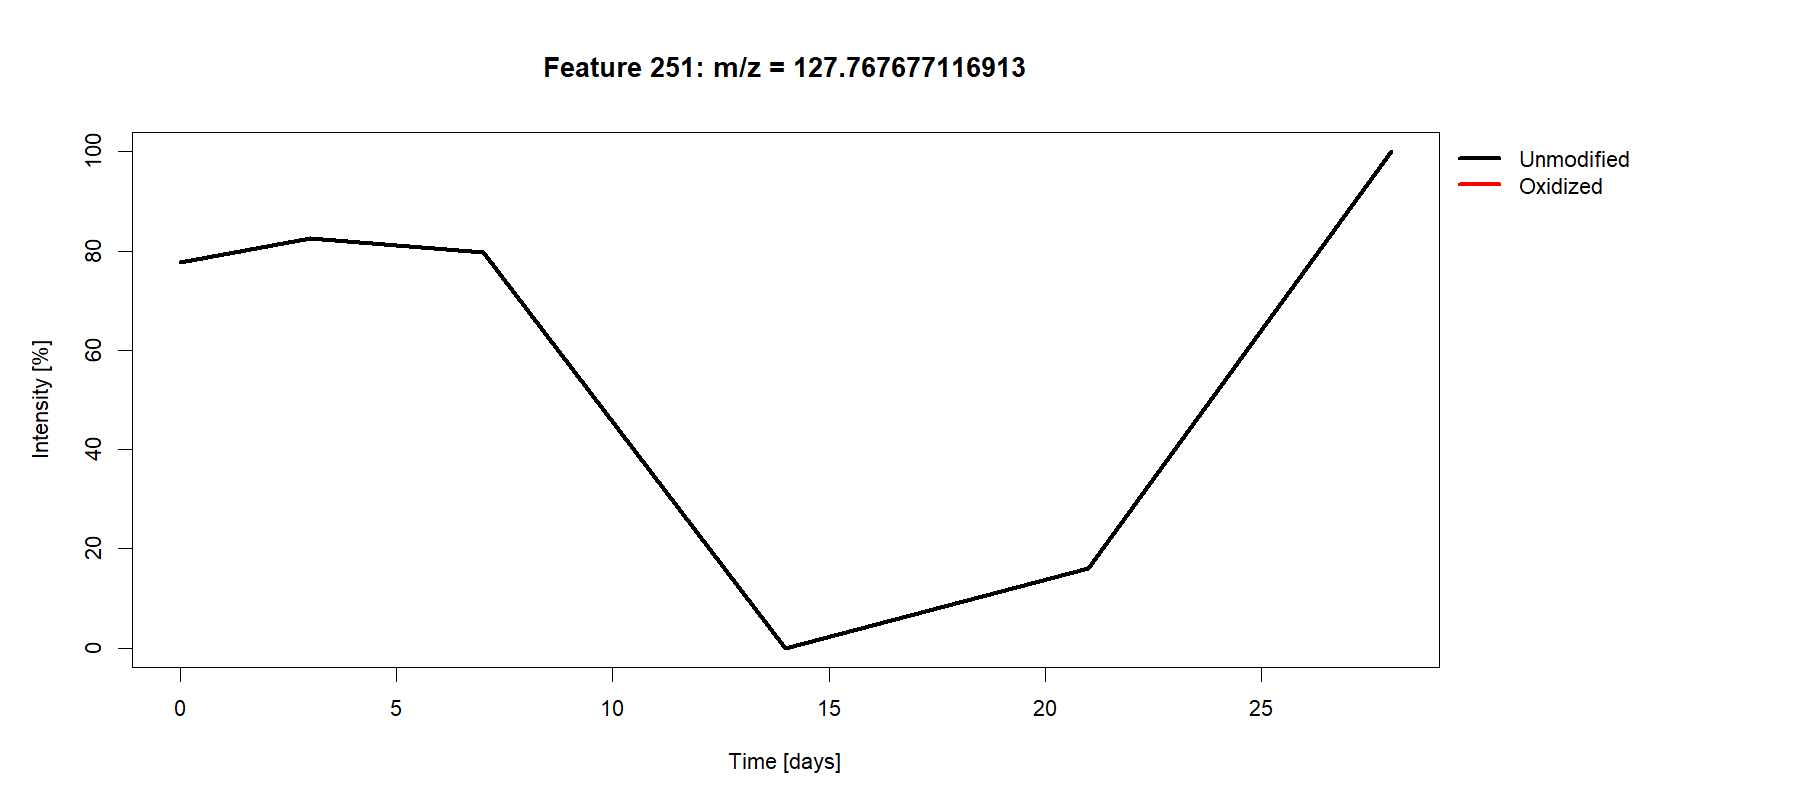 Feature 251: m/z = 127.767677116913
Unmodified
Oxidized
Intensity [%]
100
80
60
40
20
0
0 5 10 15 20 25
Time [days]